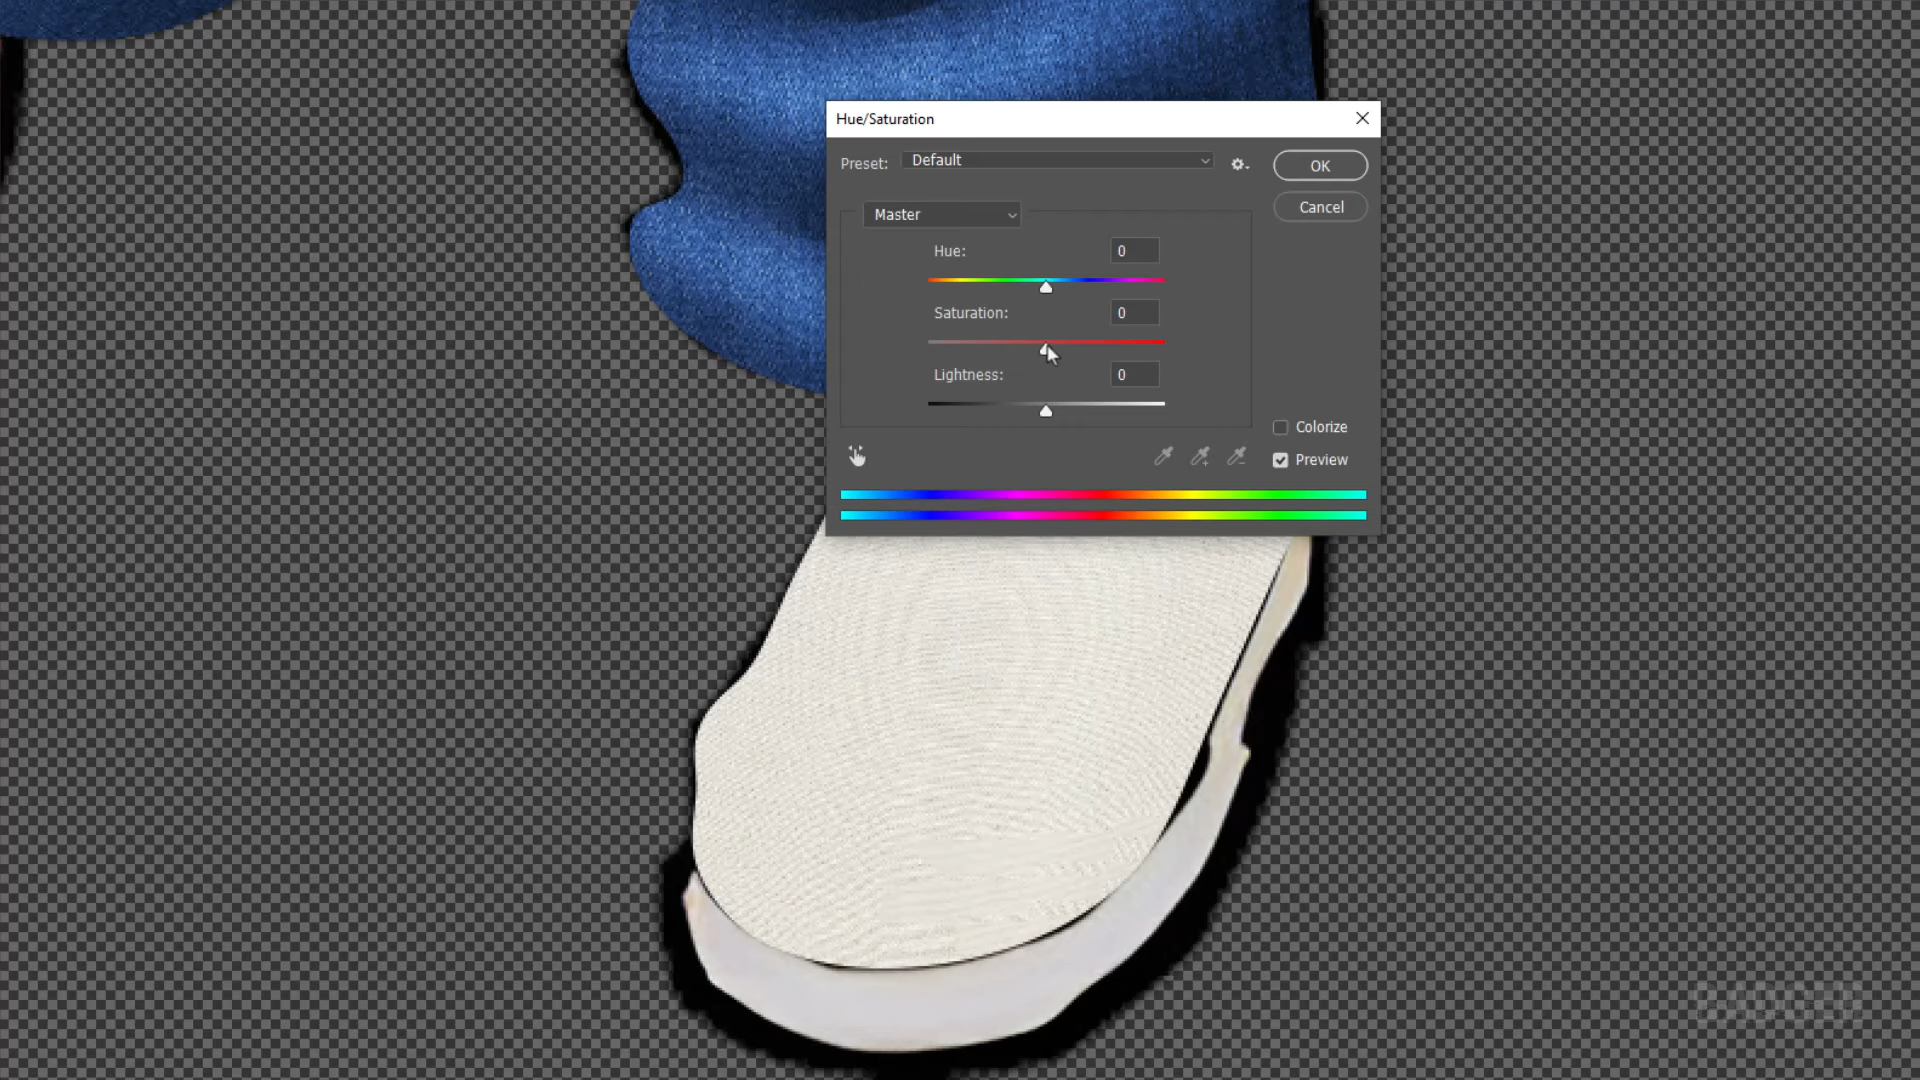 Hue/Saturation
Preset: Default
OK
Cancel
Master
Hue: 0
Saturation: 0
Lightness: 0
Colorize
Preview